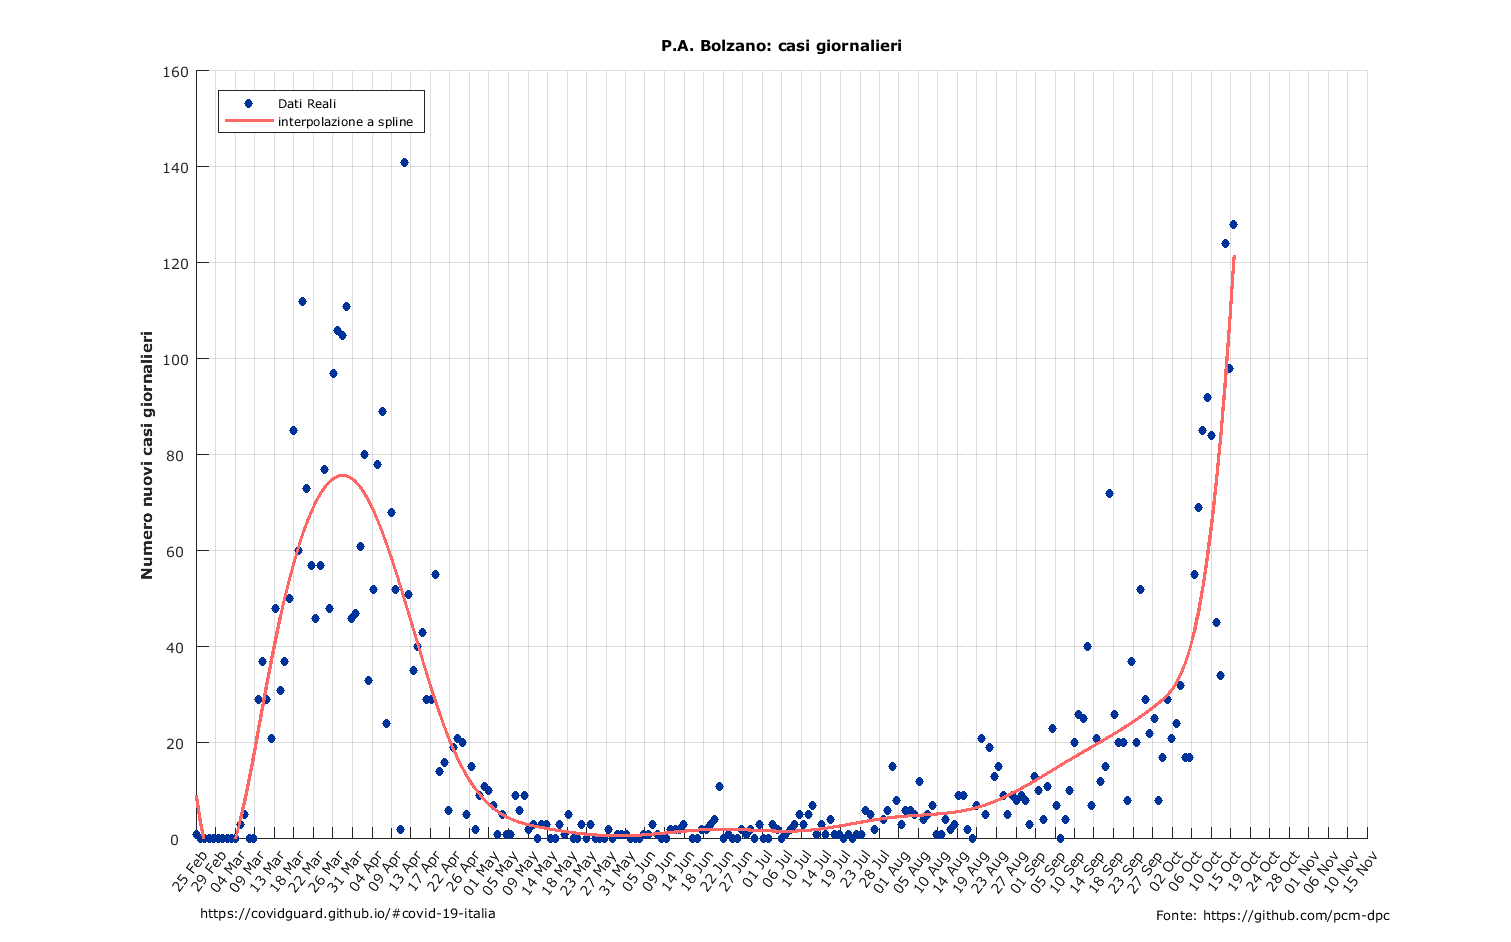 P.A. Bolzano: casi giornalieri
Dati Reali
interpolazione a spline
Numero nuovi casi giornalieri
160
140
120
100
80
60
40
20
0
25 Feb
29 Feb
04 Mar
09 Mar
13 Mar
18 Mar
22 Mar
26 Mar
31 Mar
04 Apr
09 Apr
13 Apr
17 Apr
22 Apr
26 Apr
01 May
05 May
09 May
14 May
18 May
23 May
27 May
31 May
05 Jun
09 Jun
14 Jun
18 Jun
22 Jun
27 Jun
01 Jul
06 Jul
10 Jul
14 Jul
19 Jul
23 Jul
28 Jul
01 Aug
05 Aug
10 Aug
14 Aug
19 Aug
23 Aug
27 Aug
01 Sep
05 Sep
10 Sep
14 Sep
18 Sep
23 Sep
27 Sep
02 Oct
06 Oct
10 Oct
15 Oct
19 Oct
24 Oct
28 Oct
01 Nov
06 Nov
10 Nov
15 Nov
https://covidguard.github.io/#covid-19-italia
Fonte: https://github.com/pcm-dpc